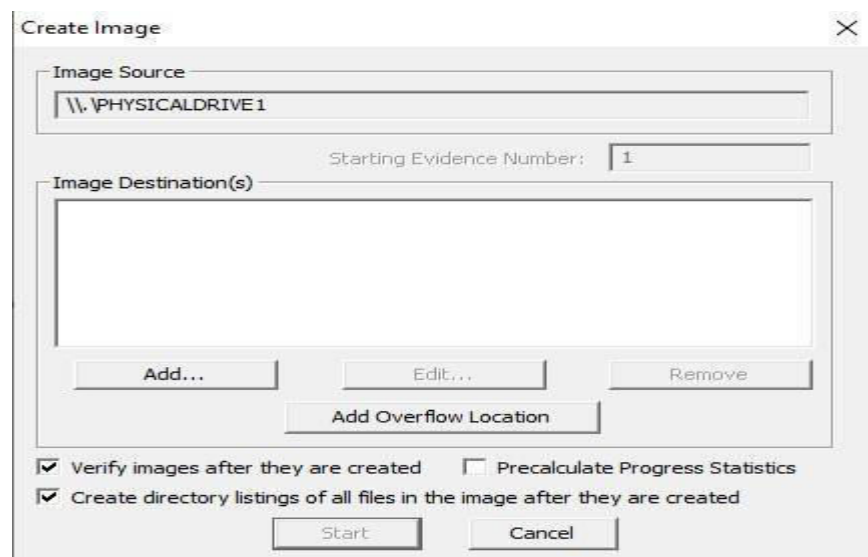 Create Image
Image Source
\\.\PHYSICALDRIVE1
Starting Evidence Number: 1
Image Destination(s)
Add... Edit... Remove
Add Overflow Location
Verify images after they are created Precalculate Progress Statistics
Create directory listings of all files in the image after they are created
Start Cancel